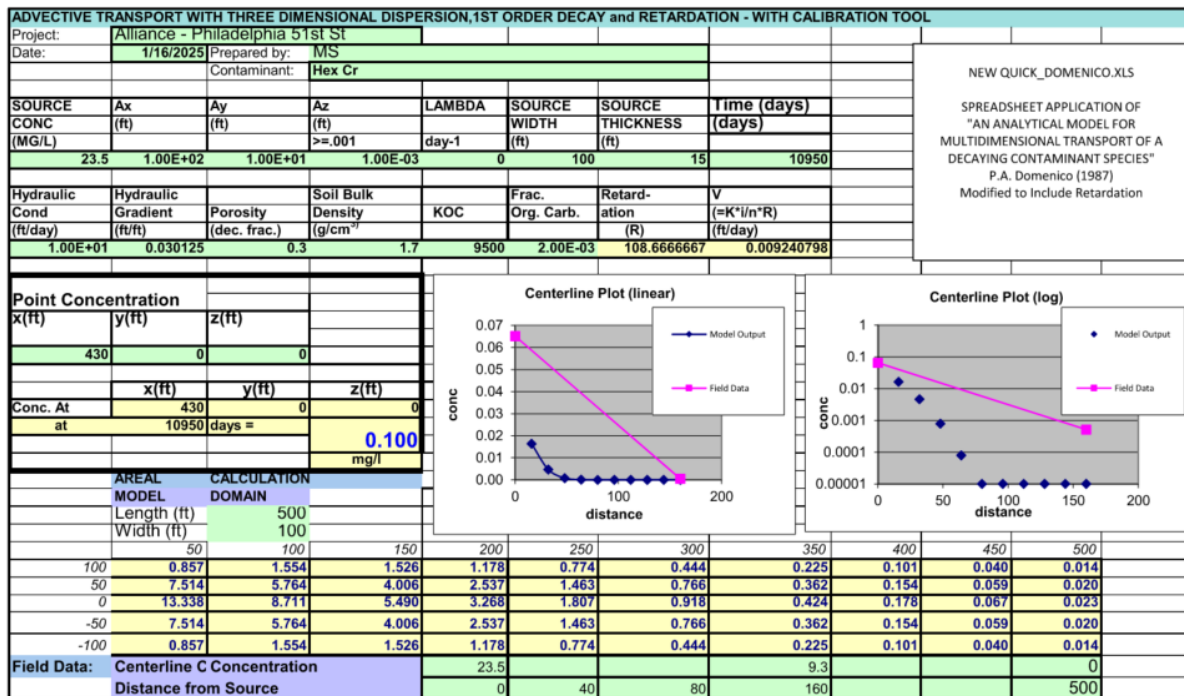 ADVECTIVE TRANSPORT WITH THREE DIMENSIONAL DISPERSION,1ST ORDER DECAY and RETARDATION - WITH CALIBRATION TOOL
Project: Alliance - Philadelphia 51st St
Date: 1/16/2025 Prepared by: MS
Contaminant: Hex Cr
NEW QUICK_DOMENICO.XLS
SPREADSHEET APPLICATION OF
"AN ANALYTICAL MODEL FOR
MULTIDIMENSIONAL TRANSPORT OF A
DECAYING CONTAMINANT SPECIES"
P.A. Domenico (1987)
Modified to Include Retardation
SOURCE Ax Ay Az LAMBDA SOURCE SOURCE Time (days)
CONC (ft) (ft) (ft) WIDTH THICKNESS (days)
(MG/L) >=.001 day-1 (ft) (ft)
23.5 1.00E+02 1.00E+01 1.00E-03 0 100 15 10950
Hydraulic Hydraulic Soil Bulk Frac. Retard- V
Cond Gradient Porosity Density KOC Org. Carb. ation (=K*i/n*R)
(ft/day) (ft/ft) (dec. frac.) (g/cm3) (R) (ft/day)
1.00E+01 0.030125 0.3 1.7 9500 2.00E-03 108.6666667 0.009240798
Point Concentration
x(ft) y(ft) z(ft)
430 0 0
x(ft) y(ft) z(ft)
Conc. At 430 0 0
at 10950 days =
0.100
mg/l
Centerline Plot (linear)
0.07
0.06
0.05
0.04
0.03
0.02
0.01
0.00
conc
0 100 200
distance
Model Output
Field Data
Centerline Plot (log)
1
0.1
0.01
0.001
0.0001
0.00001
conc
0 50 100 150 200
distance
Model Output
Field Data
AREAL CALCULATION
MODEL DOMAIN
Length (ft) 500
Width (ft) 100
50 100 150 200 250 300 350 400 450 500
100 0.857 1.554 1.526 1.178 0.774 0.444 0.225 0.101 0.040 0.014
50 7.514 5.764 4.006 2.537 1.463 0.766 0.362 0.154 0.059 0.020
0 13.338 8.711 5.490 3.268 1.807 0.918 0.424 0.178 0.067 0.023
-50 7.514 5.764 4.006 2.537 1.463 0.766 0.362 0.154 0.059 0.020
-100 0.857 1.554 1.526 1.178 0.774 0.444 0.225 0.101 0.040 0.014
Field Data: Centerline C Concentration 23.5 9.3 0
Distance from Source 0 40 80 160 500